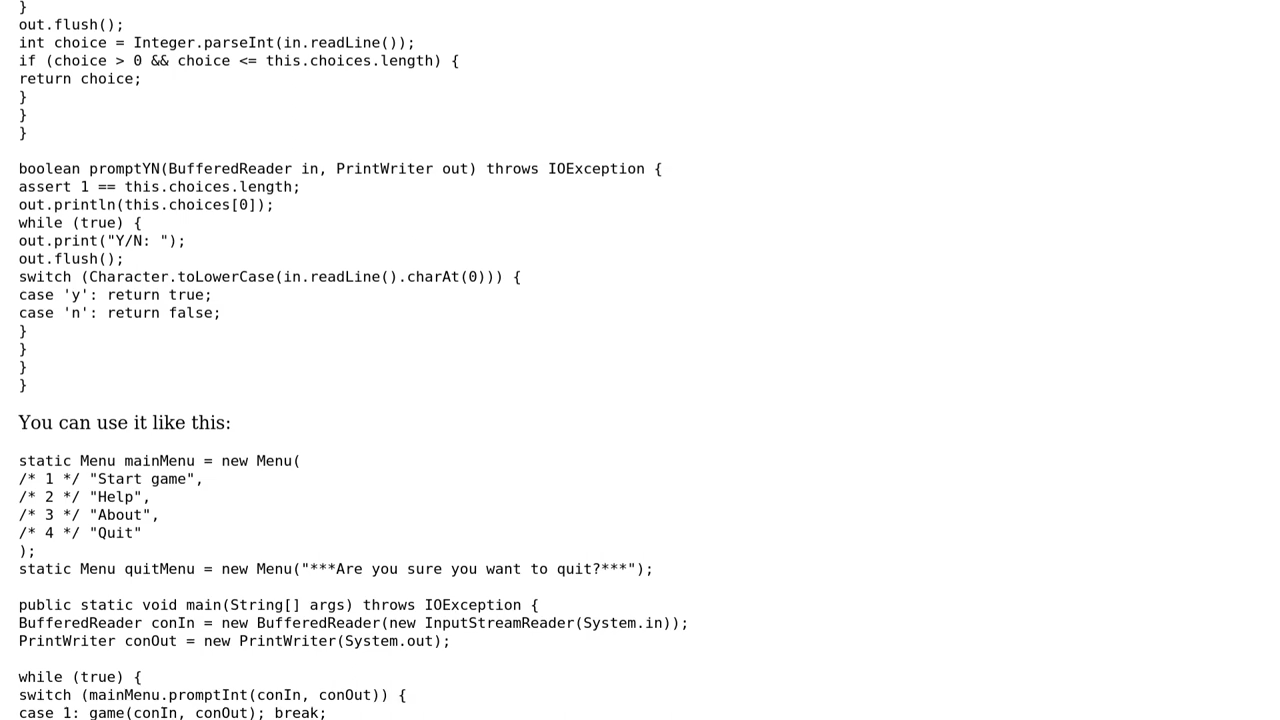 }
out.flush();
int choice = Integer.parseInt(in.readLine());
if (choice > 0 && choice <= this.choices.length) {
return choice;
}
}
}
boolean promptYN(BufferedReader in, PrintWriter out) throws IOException {
assert 1 == this.choices.length;
out.println(this.choices[0]);
while (true) {
out.print("Y/N: ");
out.flush();
switch (Character.toLowerCase(in.readLine().charAt(0))) {
case 'y': return true;
case 'n': return false;
}
}
}
}
You can use it like this:
static Menu mainMenu = new Menu(
/* 1 */ "Start game",
/* 2 */ "Help",
/* 3 */ "About",
/* 4 */ "Quit"
);
static Menu quitMenu = new Menu("***Are you sure you want to quit?***");
public static void main(String[] args) throws IOException {
BufferedReader conIn = new BufferedReader(new InputStreamReader(System.in));
PrintWriter conOut = new PrintWriter(System.out);
while (true) {
switch (mainMenu.promptInt(conIn, conOut)) {
case 1: game(conIn, conOut); break;